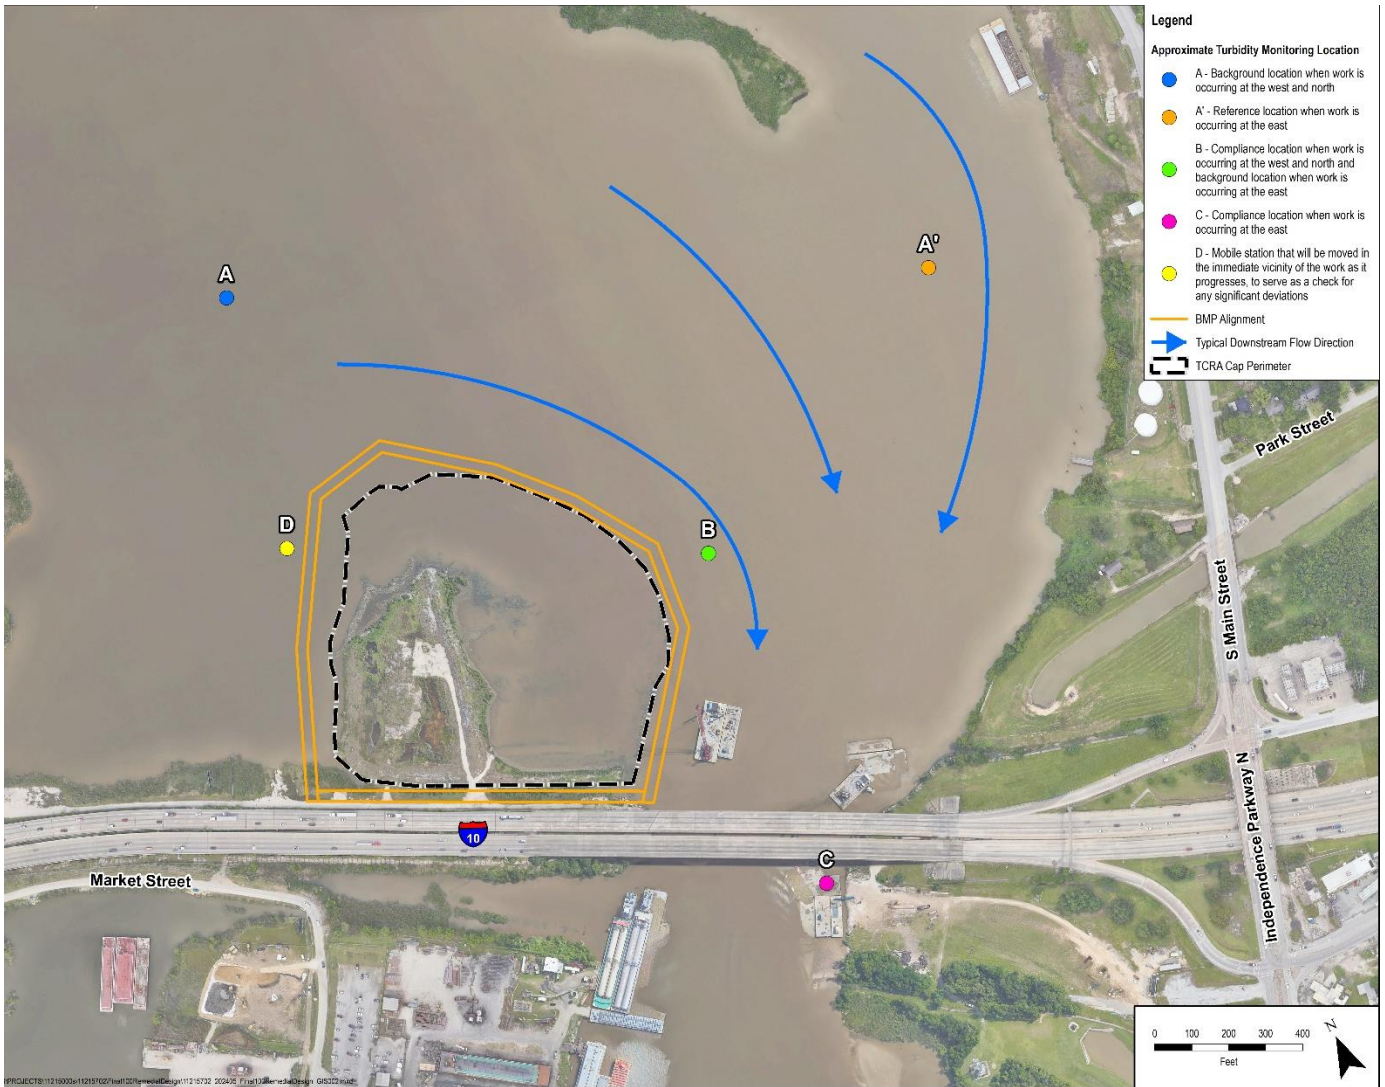 Legend
Approximate Turbidity Monitoring Location
A - Background location when work is
occurring at the west and north
A' - Reference location when work is
occurring at the east
B - Compliance location when work is
occurring at the west and north and
background location when work is
occurring at the east
C - Compliance location when work is
occurring at the east
D - Mobile station that will be moved in
the immediate vicinity of the work as it
progresses, to serve as a check for
any significant deviations
BMP Alignment
Typical Downstream Flow Direction
TCRA Cap Perimeter
A
A'
D
B
C
Park Street
S Main Street
Independence Parkway N
10
Market Street
0 100 200 300 400
Feet
N